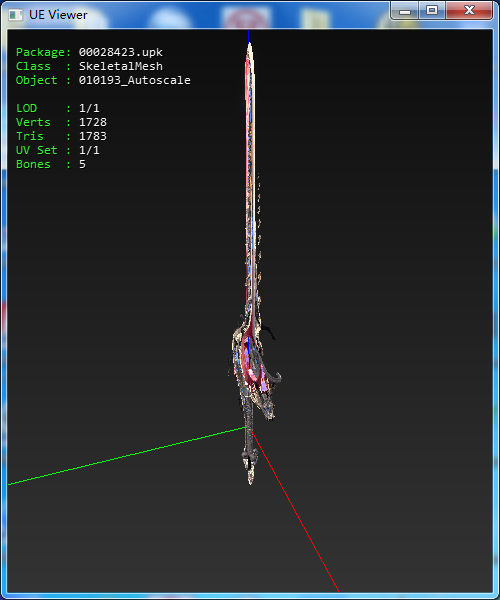 UE Viewer
Package: 00028423.upk
Class : SkeletalMesh
Object : 010193_Autoscale
LOD : 1/1
Verts : 1728
Tris : 1783
UV Set : 1/1
Bones : 5